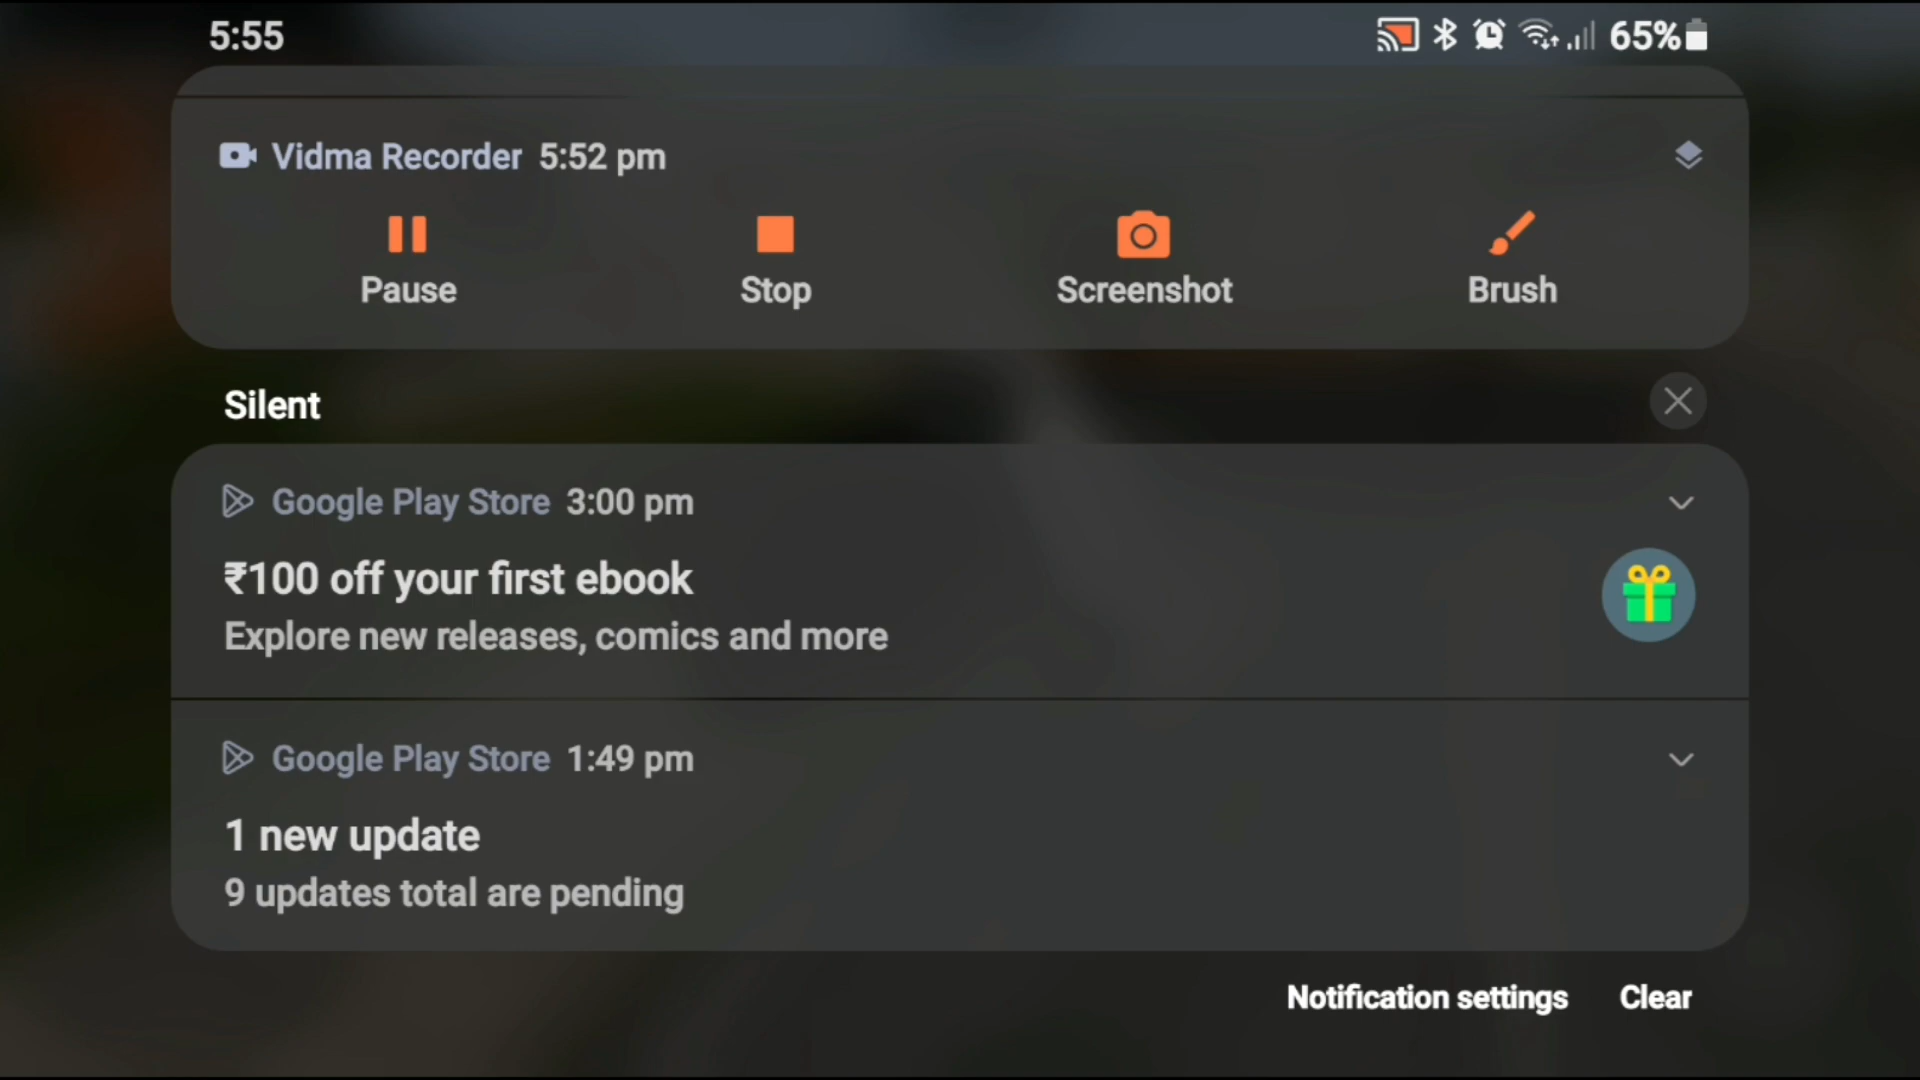 5:55
65%
Vidma Recorder 5:52 pm
Pause Stop Screenshot Brush
Silent
Google Play Store 3:00 pm
₹100 off your first ebook
Explore new releases, comics and more
Google Play Store 1:49 pm
1 new update
9 updates total are pending
Notification settings Clear